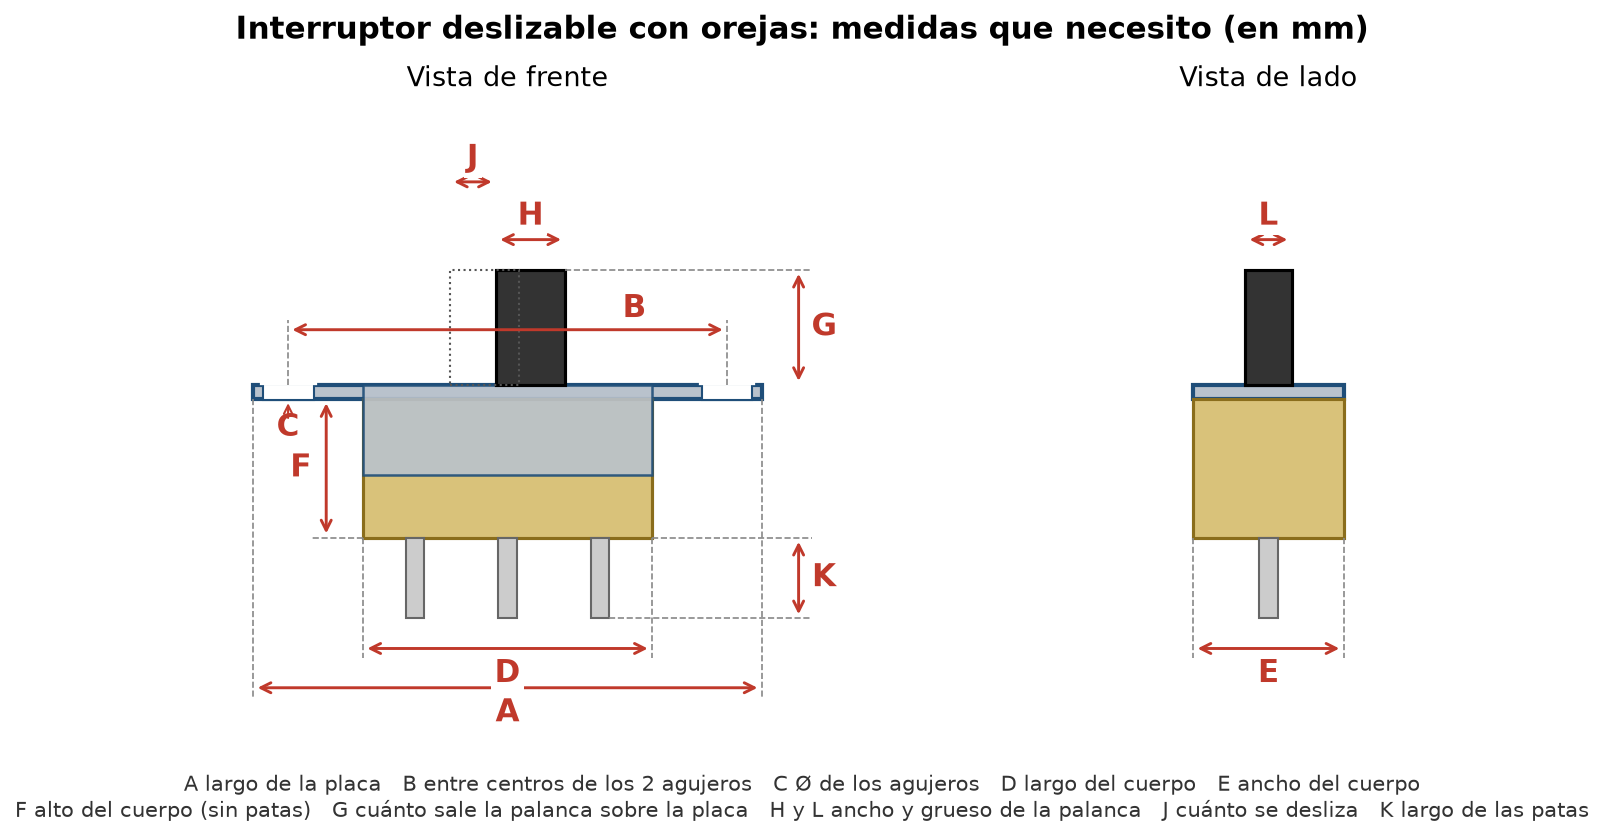 Interruptor deslizable con orejas: medidas que necesito (en mm)
Vista de frente
Vista de lado
J
H
L
B
G
C
F
K
D
E
A
A largo de la placa B entre centros de los 2 agujeros C Ø de los agujeros D largo del cuerpo E ancho del cuerpo
F alto del cuerpo (sin patas) G cuánto sale la palanca sobre la placa H y L ancho y grueso de la palanca J cuánto se desliza K largo de las patas